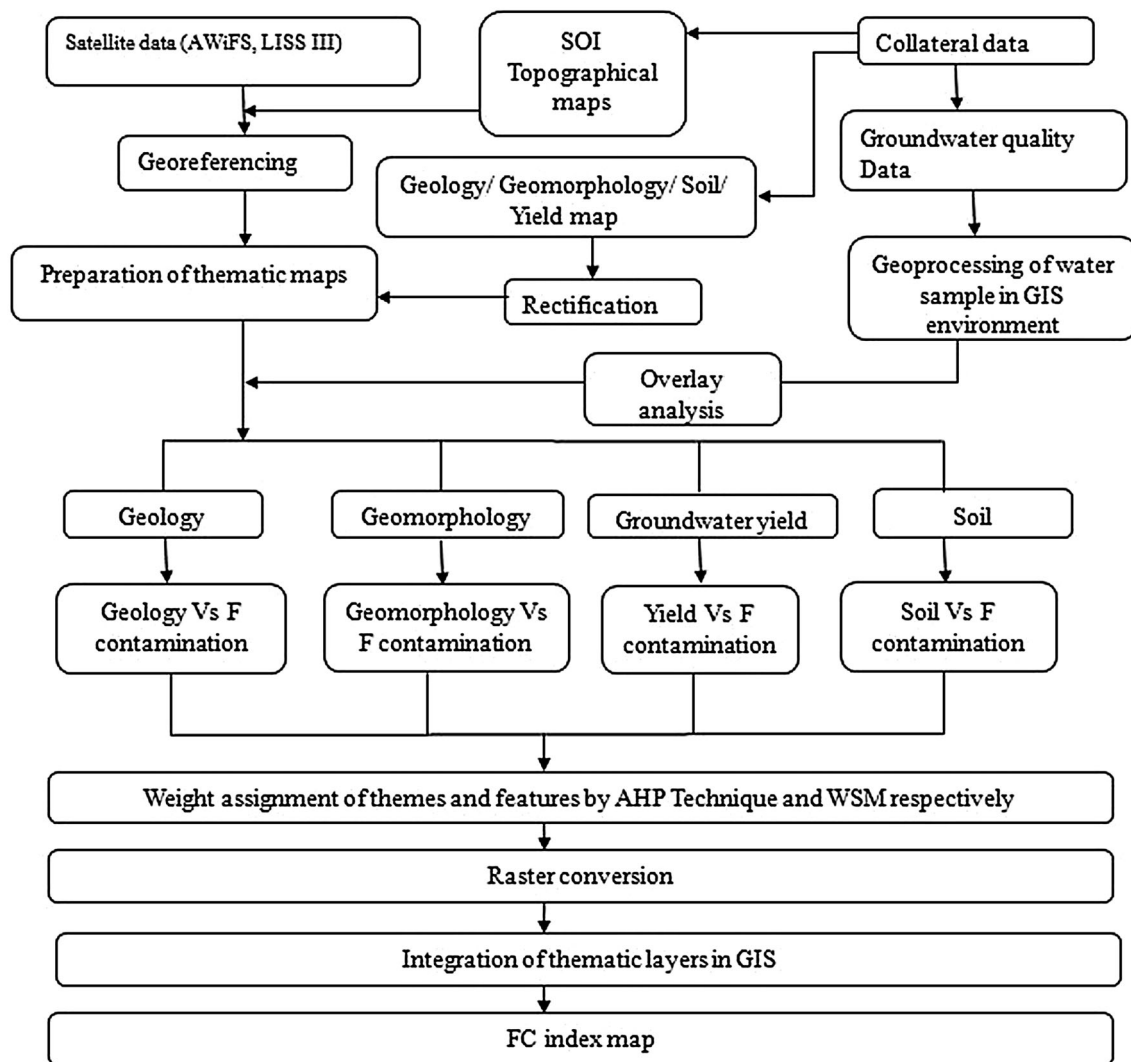 Satellite data (AWiFS, LISS III)
SOI
Topographical
maps
Collateral data
Georeferencing
Groundwater quality
Data
Geology/ Geomorphology/ Soil/
Yield map
Preparation of thematic maps
Rectification
Geoprocessing of water
sample in GIS
environment
Overlay
analysis
Geology
Geomorphology
Groundwater yield
Soil
Geology Vs F
contamination
Geomorphology Vs
F contamination
Yield Vs F
contamination
Soil Vs F
contamination
Weight assignment of themes and features by AHP Technique and WSM respectively
Raster conversion
Integration of thematic layers in GIS
FC index map